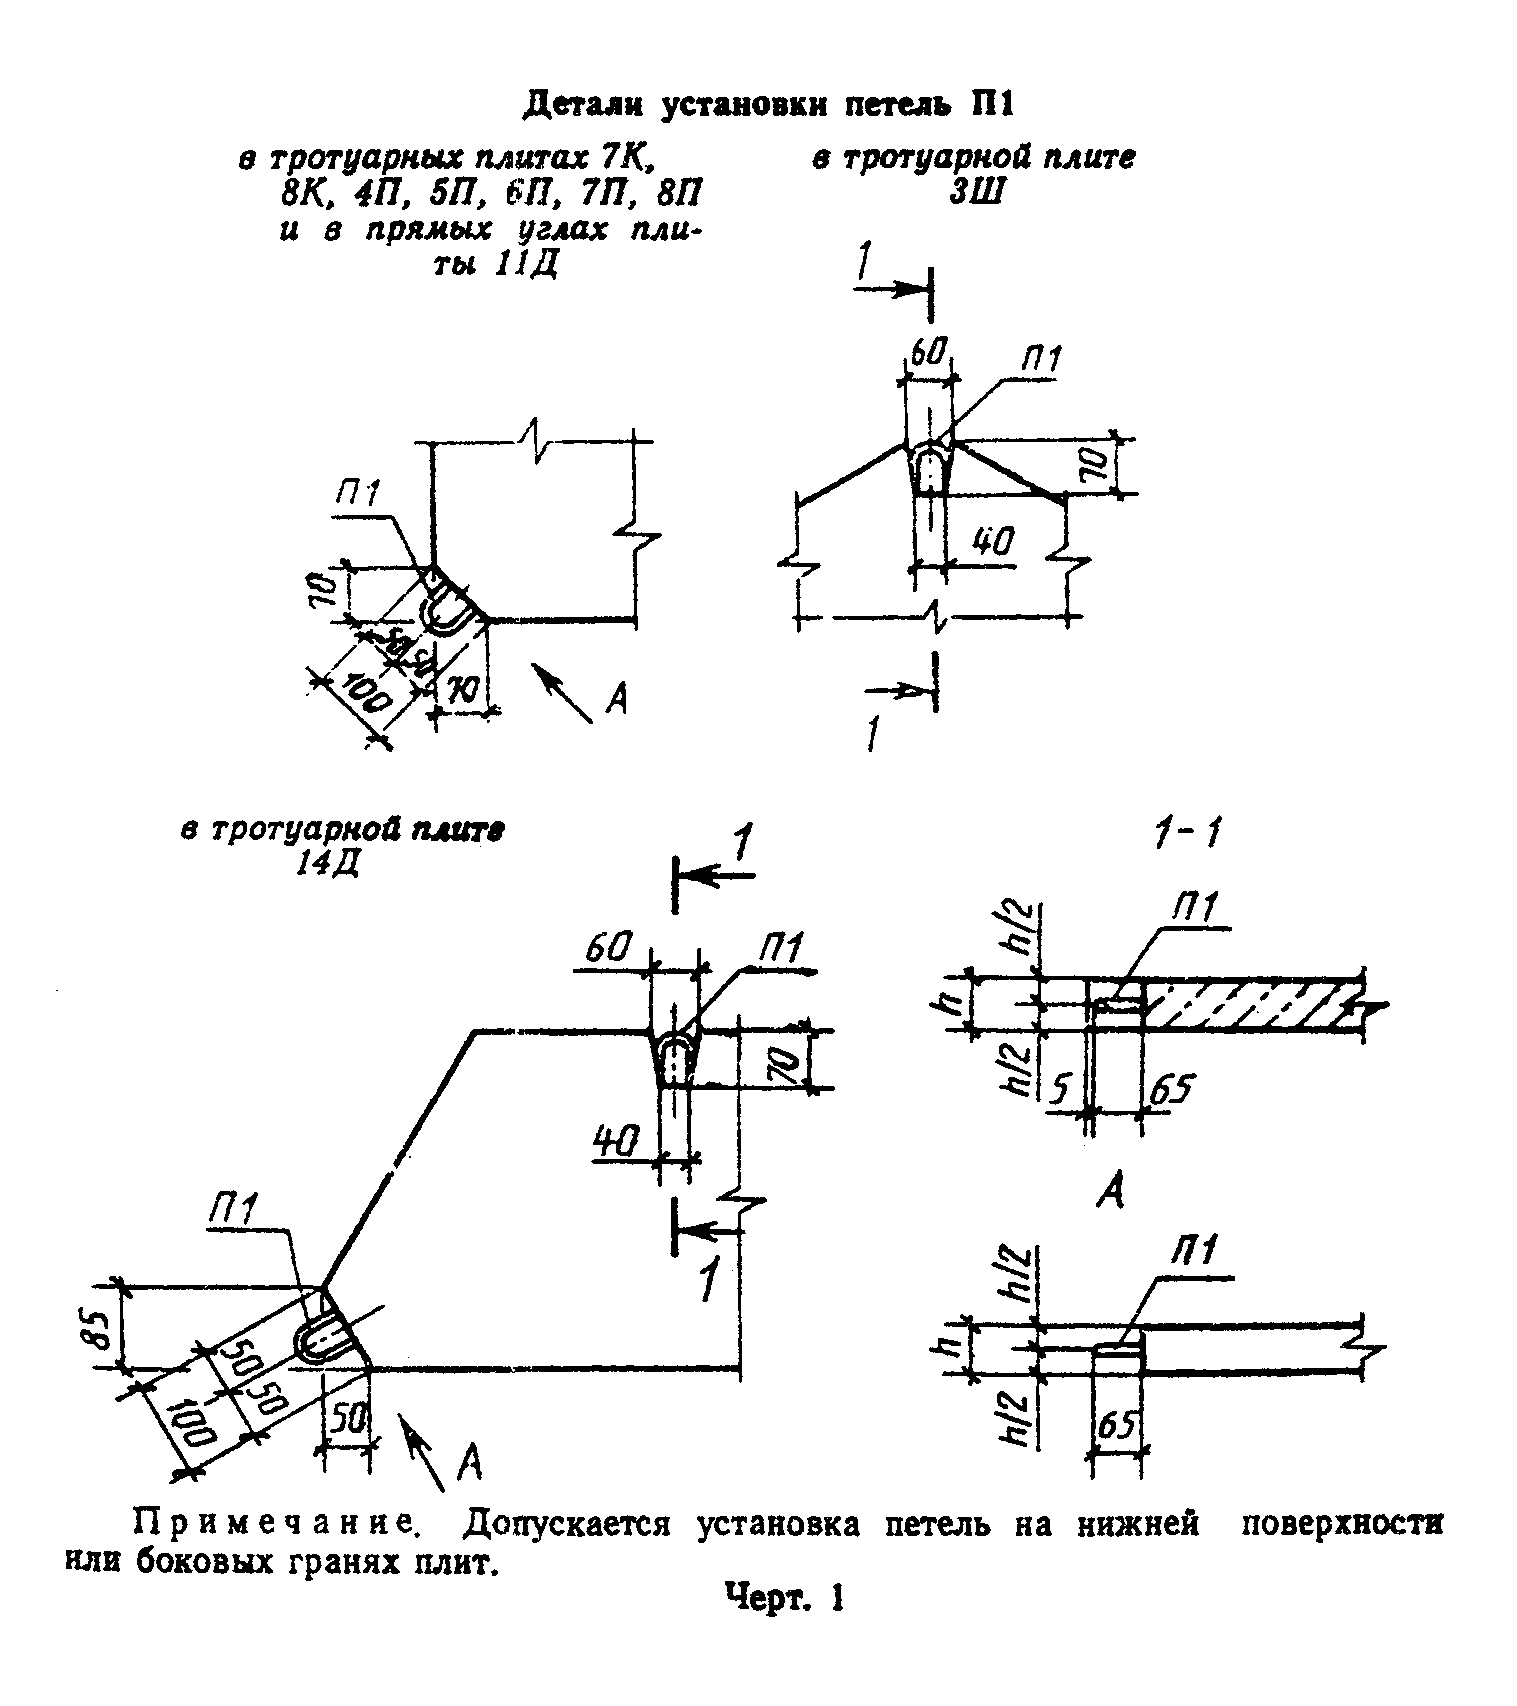 Детали установки петель П1
в тротуарных плитах 7К,
8К, 4П, 5П, 6П, 7П, 8П
и в прямых углах пли-
ты 11Д
в тротуарной плите
3Ш
1
60
П1
70
40
1
П1
70
50
50
100
70
А
в тротуарной плите
14Д
1
60
П1
70
40
1
П1
85
50
50
100
50
А
1-1
h/2
П1
h
h/2
5
65
А
h/2
П1
h
h/2
65
Примечание. Допускается установка петель на нижней поверхности
или боковых гранях плит.
Черт. 1